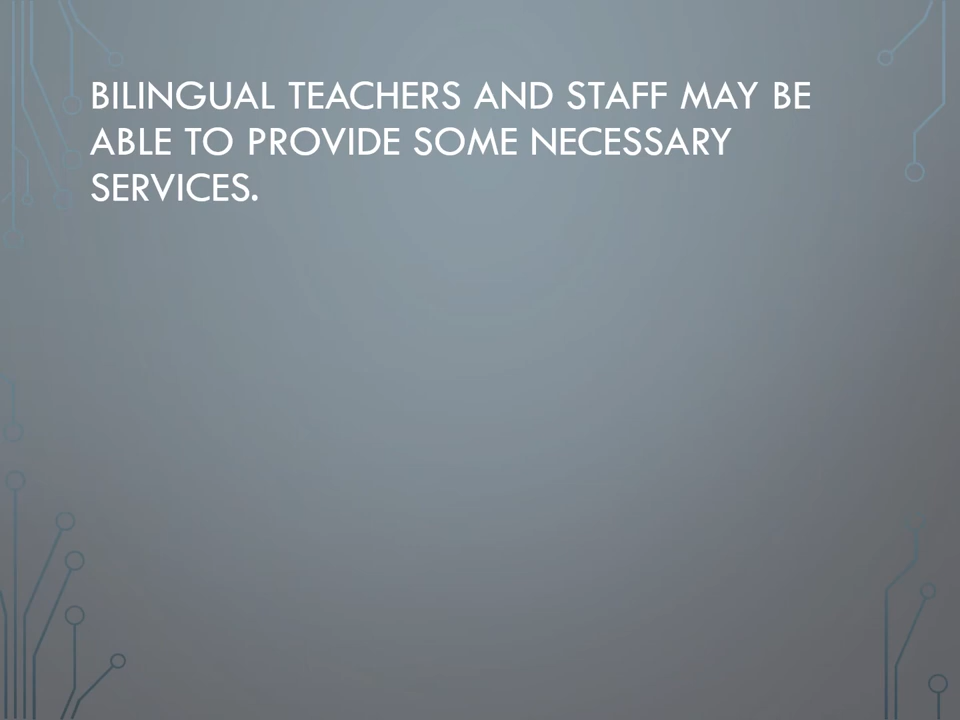 BILINGUAL TEACHERS AND STAFF MAY BE
ABLE TO PROVIDE SOME NECESSARY
SERVICES.